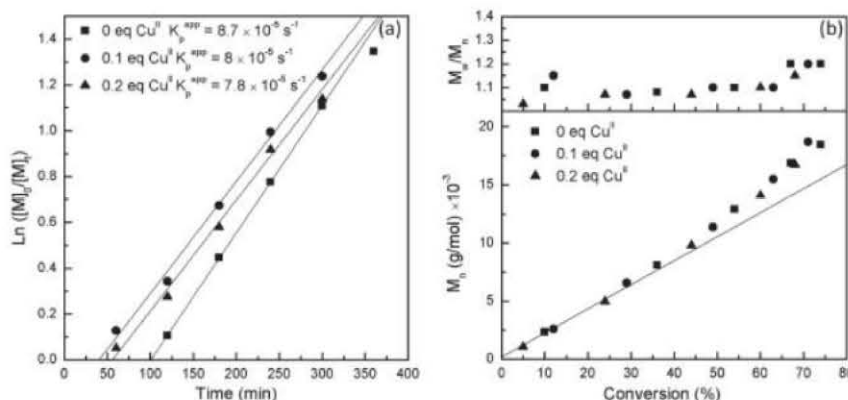 (a)
0 eq Cuᴵᴵ Kₚᵃᵖᵖ = 8.7 × 10⁻⁵ s⁻¹
0.1 eq Cuᴵᴵ Kₚᵃᵖᵖ = 8 × 10⁻⁵ s⁻¹
0.2 eq Cuᴵᴵ Kₚᵃᵖᵖ = 7.8 × 10⁻⁵ s⁻¹
Ln ([M]₀/[M]ₜ)
1.4
1.2
1.0
0.8
0.6
0.4
0.2
0.0
0 50 100 150 200 250 300 350 400
Time (min)
(b)
Mw/Mn
1.4
1.3
1.2
1.1
0 eq Cuᴵᴵ
0.1 eq Cuᴵᴵ
0.2 eq Cuᴵᴵ
Mn (g/mol) ×10⁻³
20
15
10
5
0
0 10 20 30 40 50 60 70 80
Conversion (%)